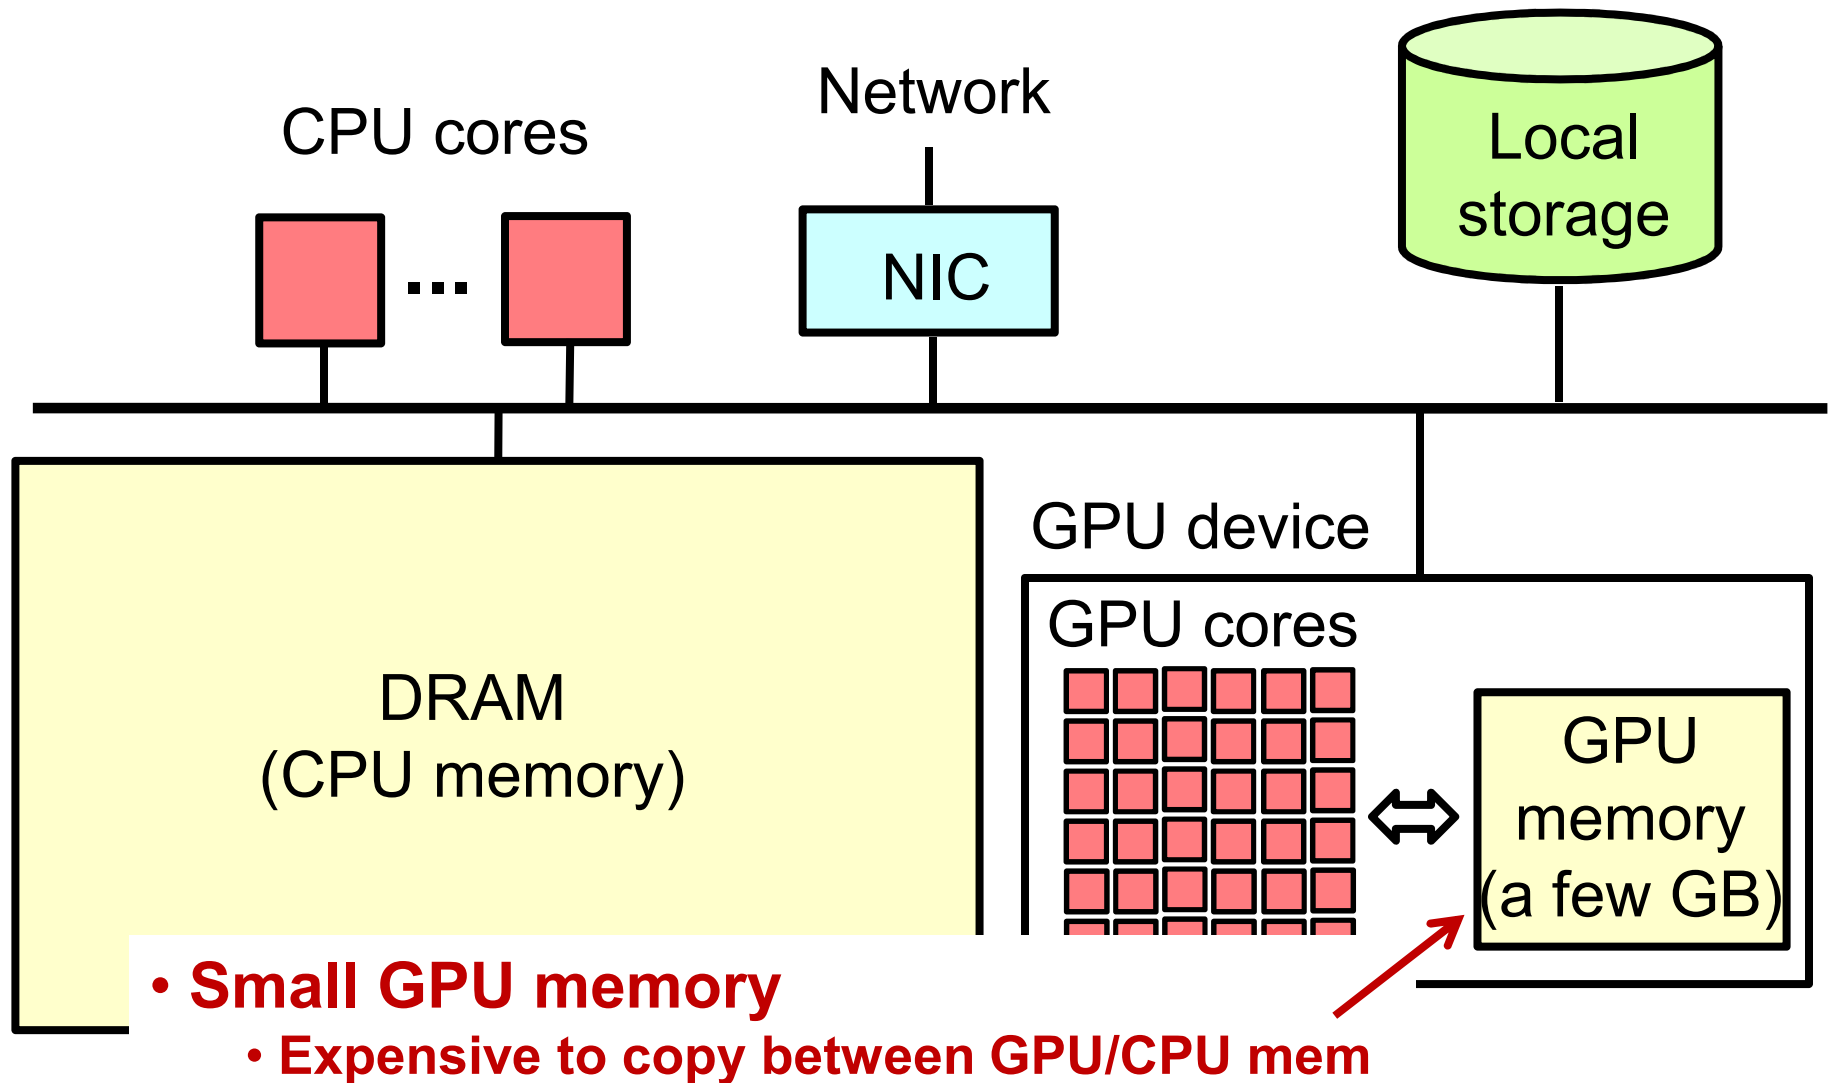 CPU cores
Network
NIC
Local
storage
DRAM
(CPU memory)
GPU device
GPU cores
GPU
memory
(a few GB)
• Small GPU memory
• Expensive to copy between GPU/CPU mem